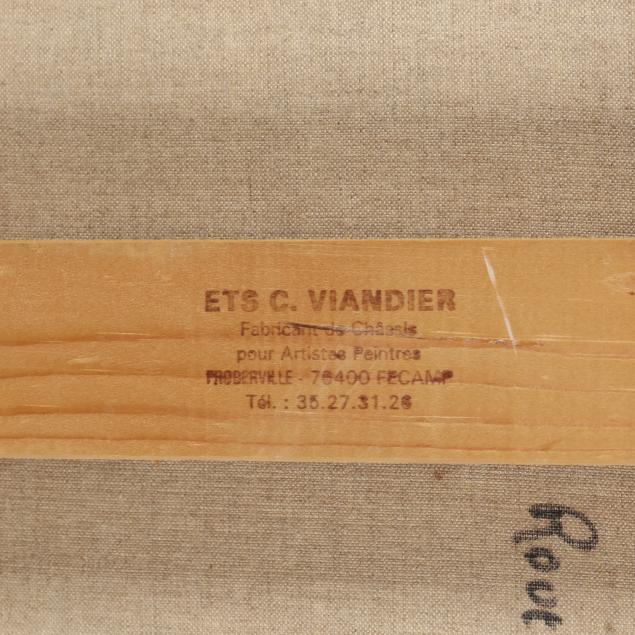 ETS C. VIANDIER
Fabricant de Châssis
pour Artistes Peintres
FROBERVILLE - 76400 FECAMP
Tél. : 35.27.31.26
Rout